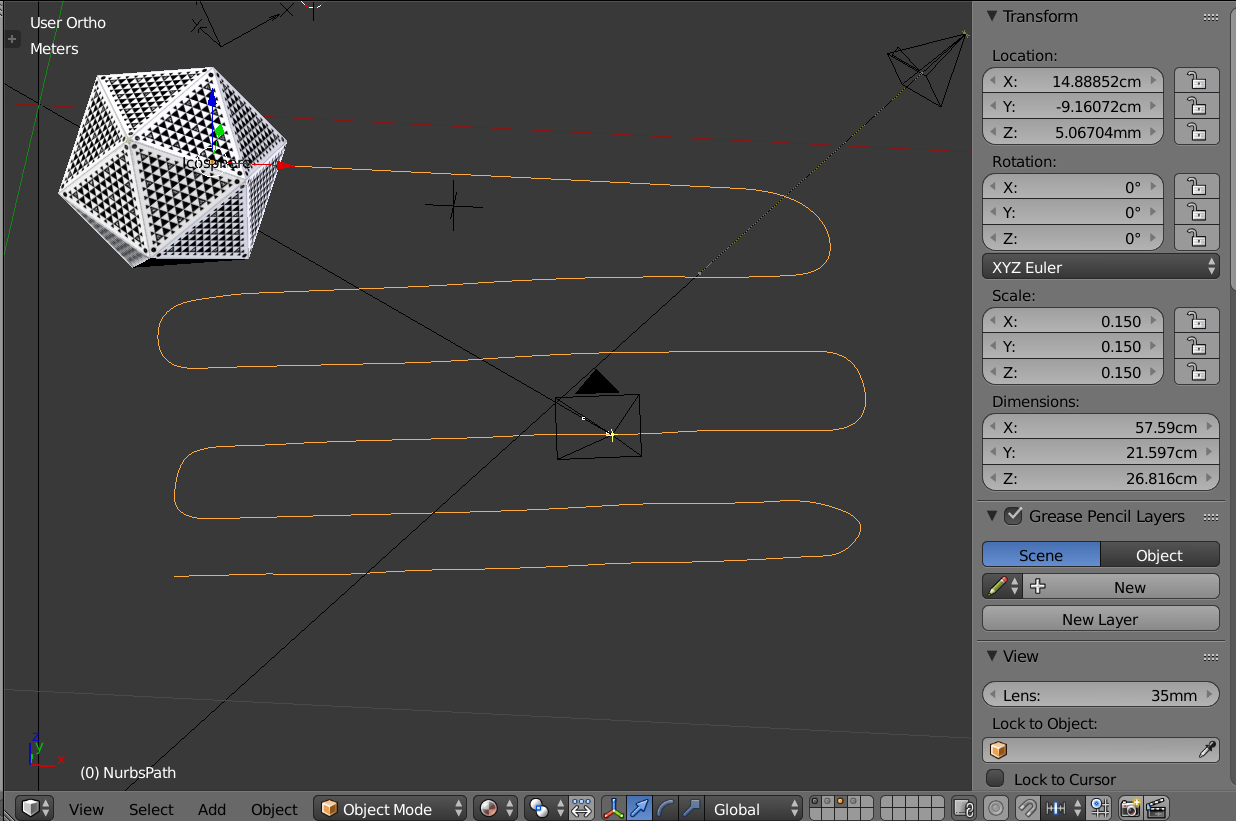 User Ortho
Meters
Icosphere
z
y
x
(0) NurbsPath
Transform
Location:
X: 14.88852cm
Y: -9.16072cm
Z: 5.06704mm
Rotation:
X: 0°
Y: 0°
Z: 0°
XYZ Euler
Scale:
X: 0.150
Y: 0.150
Z: 0.150
Dimensions:
X: 57.59cm
Y: 21.597cm
Z: 26.816cm
Grease Pencil Layers
Scene Object
New
New Layer
View
Lens: 35mm
Lock to Object:
Lock to Cursor
View Select Add Object Object Mode Global